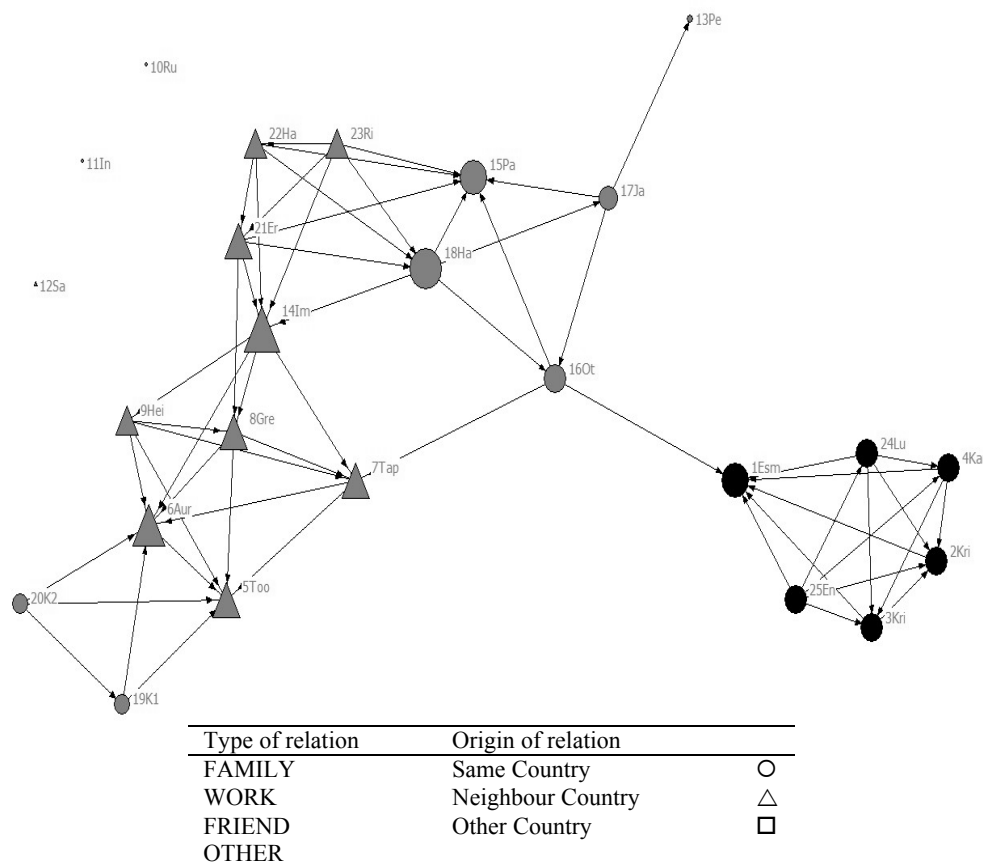 13Pe
10Ru
22Ha 23Ri
11In
15Pa
17Ja
21Er
18Ha
12Sa
14Im
16Ot
9Hei
8Gre
24Lu
1Esm
4Ka
7Tap
6Aur
2Kri
5Too
25En
20K2
3Kri
19K1
Type of relation Origin of relation
FAMILY Same Country
WORK Neighbour Country
FRIEND Other Country
OTHER